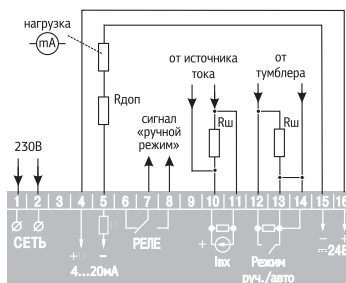 нагрузка
mA
от источника
тока
от
тумблера
Rдоп
Rш
Rш
сигнал
«ручной
режим»
230В
1 2 3 4 5 6 7 8 9 10 11 12 13 14 15 16
СЕТЬ
+ −
4...20мА
РЕЛЕ
+
Iвх
Режим
руч./авто
− +
24В